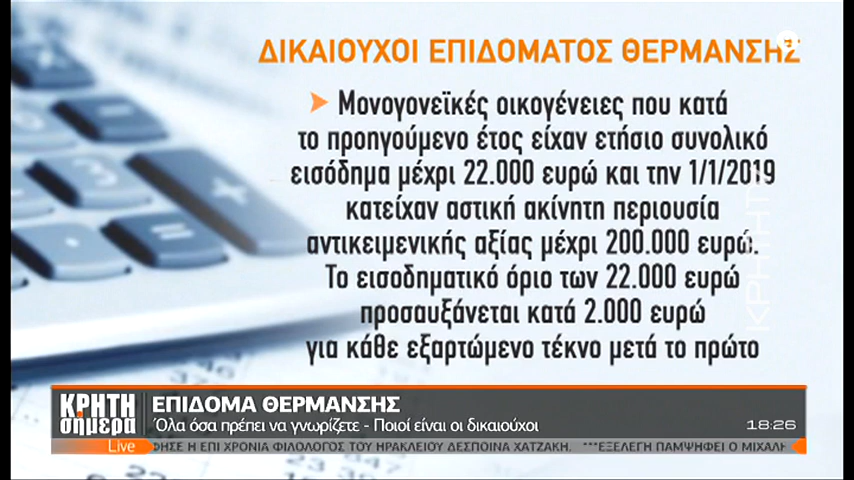 ΔΙΚΑΙΟΥΧΟΙ ΕΠΙΔΟΜΑΤΟΣ ΘΕΡΜΑΝΣΗΣ
Μονογονεϊκές οικογένειες που κατά
το προηγούμενο έτος είχαν ετήσιο συνολικό
εισόδημα μέχρι 22.000 ευρώ και την 1/1/2019
κατείχαν αστική ακίνητη περιουσία
αντικειμενικής αξίας μέχρι 200.000 ευρώ.
Το εισοδηματικό όριο των 22.000 ευρώ
προσαυξάνεται κατά 2.000 ευρώ
για κάθε εξαρτώμενο τέκνο μετά το πρώτο
ΚΡΗΤΗ
ΚΡΗΤΗ
σήμερα
Live
ΕΠΙΔΟΜΑ ΘΕΡΜΑΝΣΗΣ
Όλα όσα πρέπει να γνωρίζετε - Ποιοί είναι οι δικαιούχοι
18:26
ΦΗΣΕ Η ΕΠΙ ΧΡΟΝΙΑ ΦΙΛΟΛΟΓΟΣ ΤΟΥ ΗΡΑΚΛΕΙΟΥ ΔΕΣΠΟΙΝΑ ΧΑΤΖΑΚΗ. ***ΕΞΕΛΕΓΗ ΠΑΜΨΗΦΕΙ Ο ΜΙΧΑΛΗ